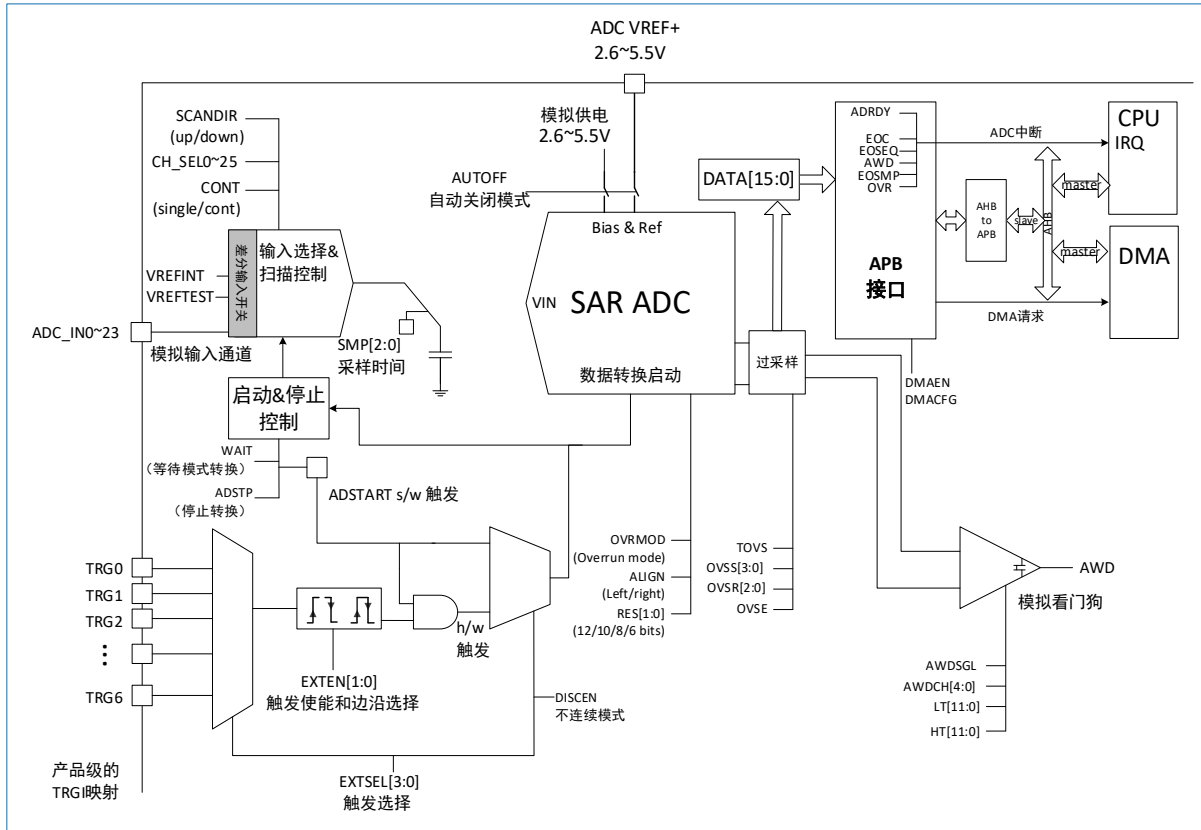 ADC VREF+
2.6~5.5V
SCANDIR
(up/down)
CH_SEL0~25
CONT
(single/cont)
模拟供电
2.6~5.5V
AUTOFF
自动关闭模式
DATA[15:0]
ADRDY
EOC
EOSEQ
AWD
EOSMP
OVR
ADC中断
CPU
IRQ
master
AHB
to
APB
slave
AHB
master
DMA
APB
接口
DMA请求
DMAEN
DMACFG
差分输入开关
输入选择&
扫描控制
VREFINT
VREFTEST
ADC_IN0~23
模拟输入通道
SMP[2:0]
采样时间
Bias & Ref
VIN
SAR ADC
数据转换启动
过采样
启动&停止
控制
WAIT
（等待模式转换）
ADSTP
（停止转换）
ADSTART s/w 触发
OVRMOD
(Overrun mode)
ALIGN
(Left/right)
RES[1:0]
(12/10/8/6 bits)
TOVS
OVSS[3:0]
OVSR[2:0]
OVSE
AWD
模拟看门狗
AWDSGL
AWDCH[4:0]
LT[11:0]
HT[11:0]
TRG0
TRG1
TRG2
⋮
TRG6
h/w
触发
EXTEN[1:0]
触发使能和边沿选择
DISCEN
不连续模式
EXTSEL[3:0]
触发选择
产品级的
TRGI映射